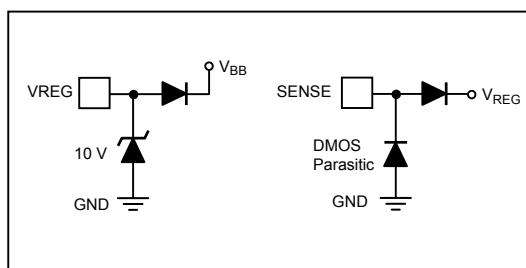 VREG
VBB
10 V
GND
SENSE
VREG
DMOS
Parasitic
GND